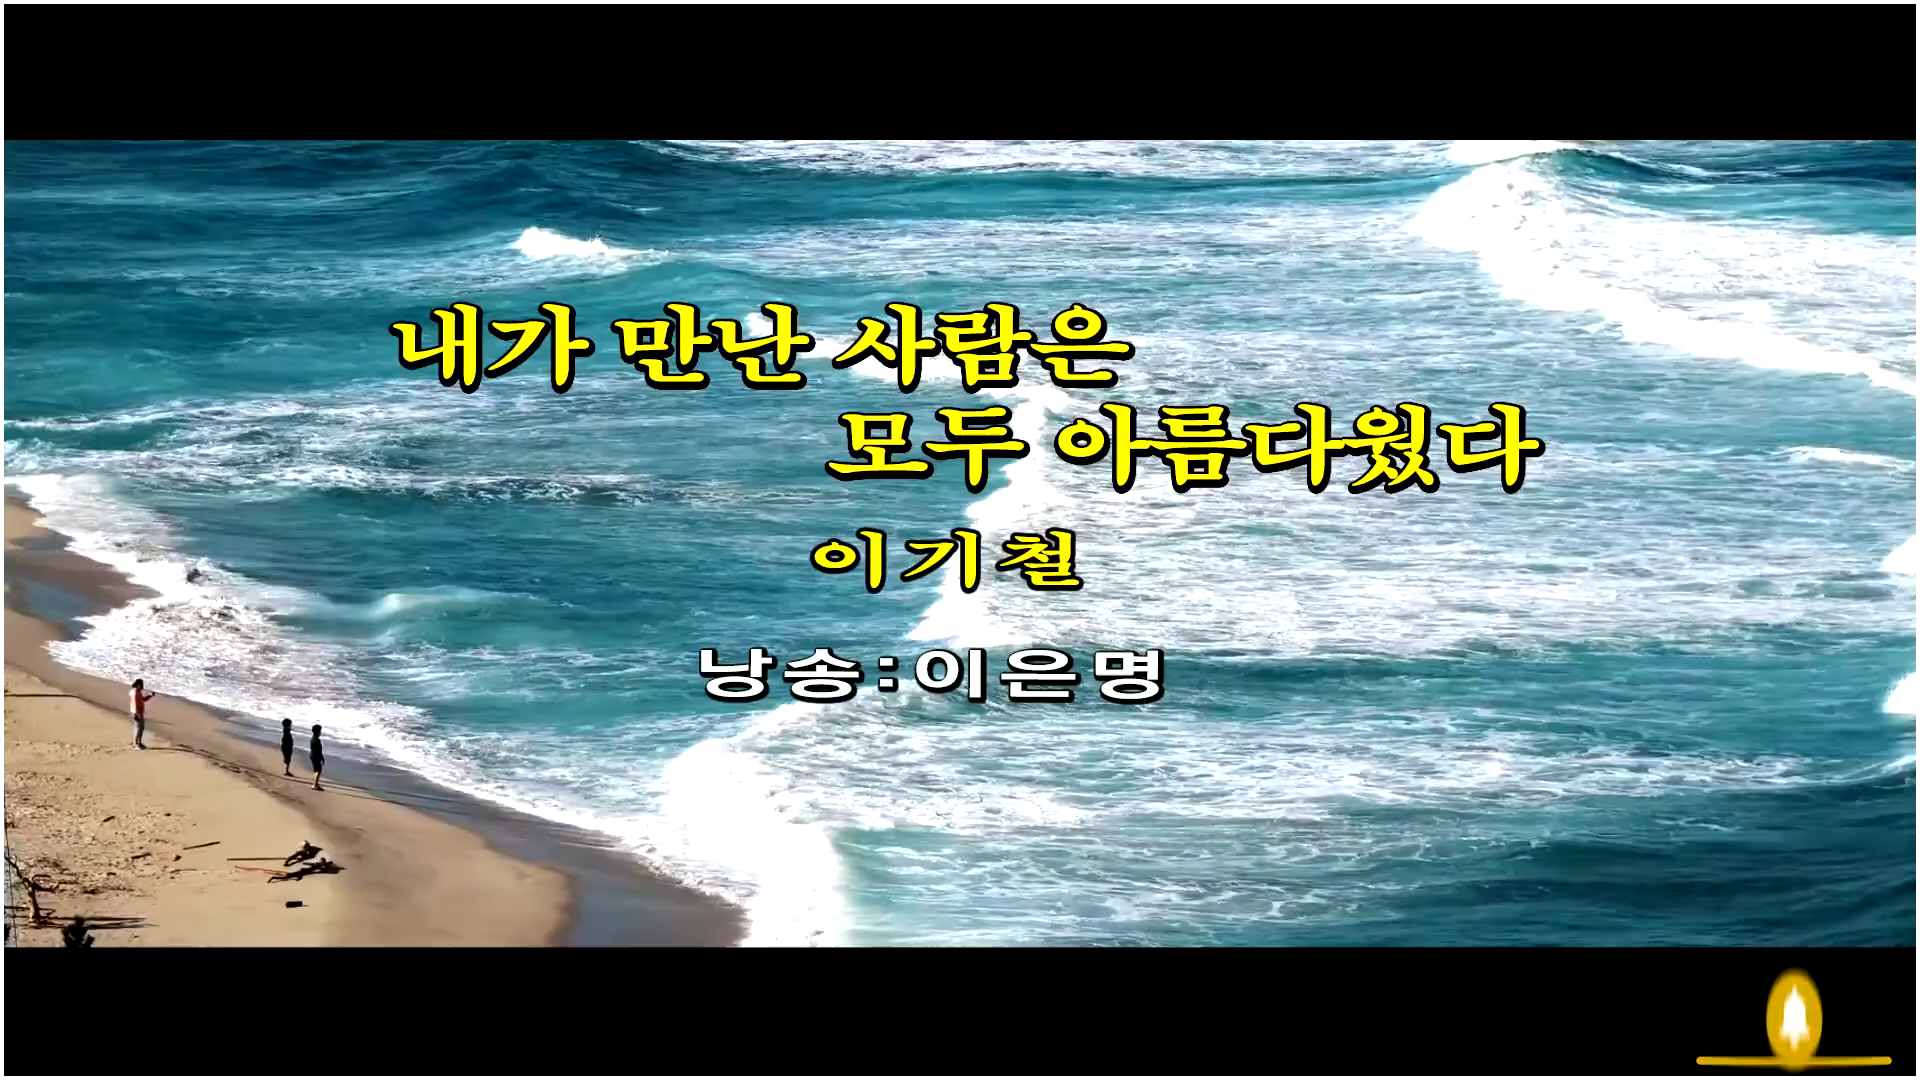 내가 만난 사람은
모두 아름다웠다
이기철
낭송:이은명